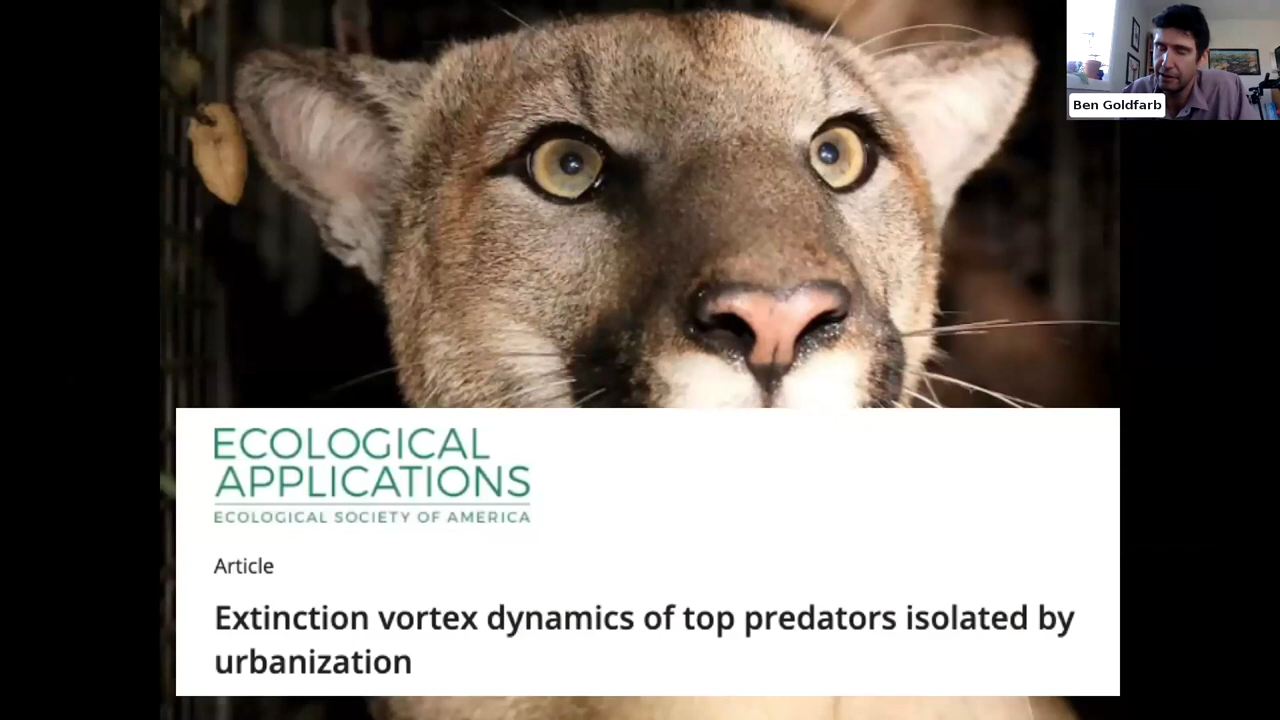 Ben Goldfarb
ECOLOGICAL
APPLICATIONS
ECOLOGICAL SOCIETY OF AMERICA
Article
Extinction vortex dynamics of top predators isolated by
urbanization